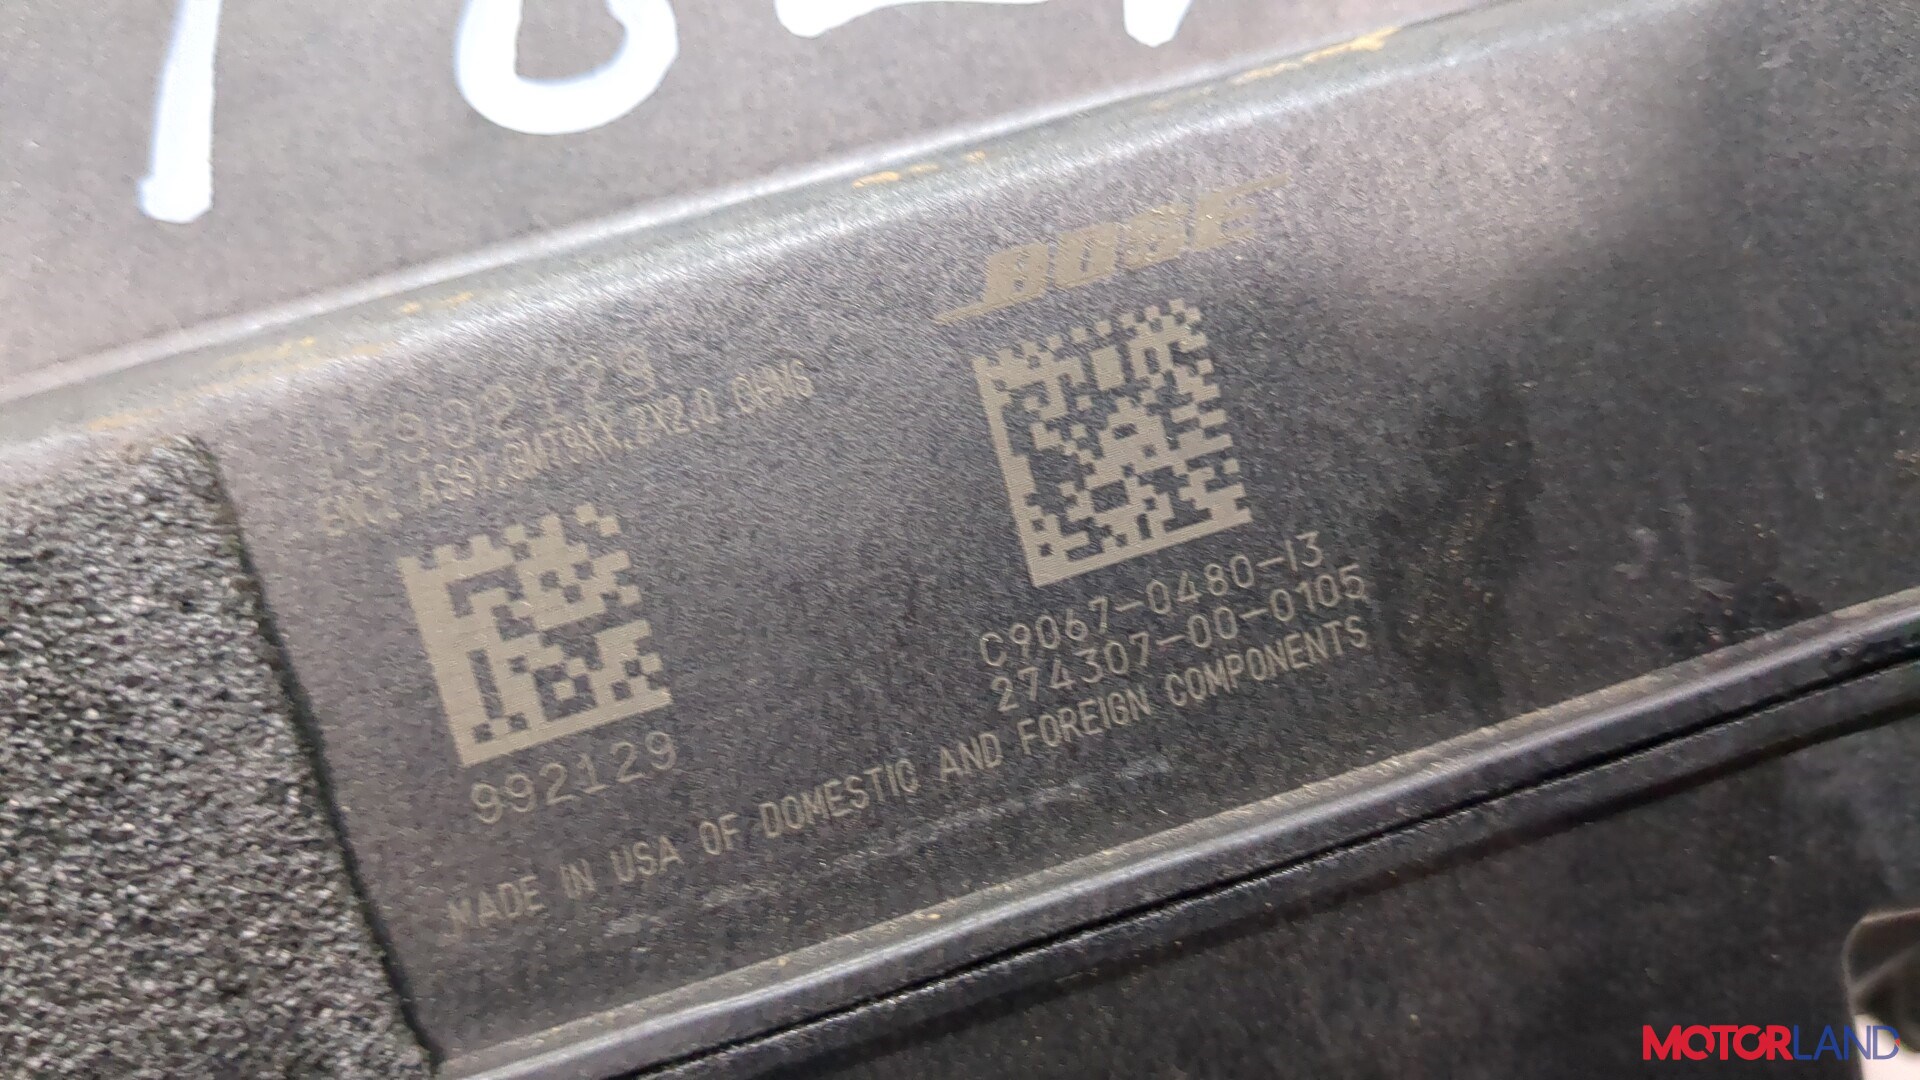 BOSE
15902129
ENCL ASSY,GMT9XX,2X2.0 OHMS
992129
C9067-0480-13
274307-00-0105
MADE IN USA OF DOMESTIC AND FOREIGN COMPONENTS
MOTORLAND